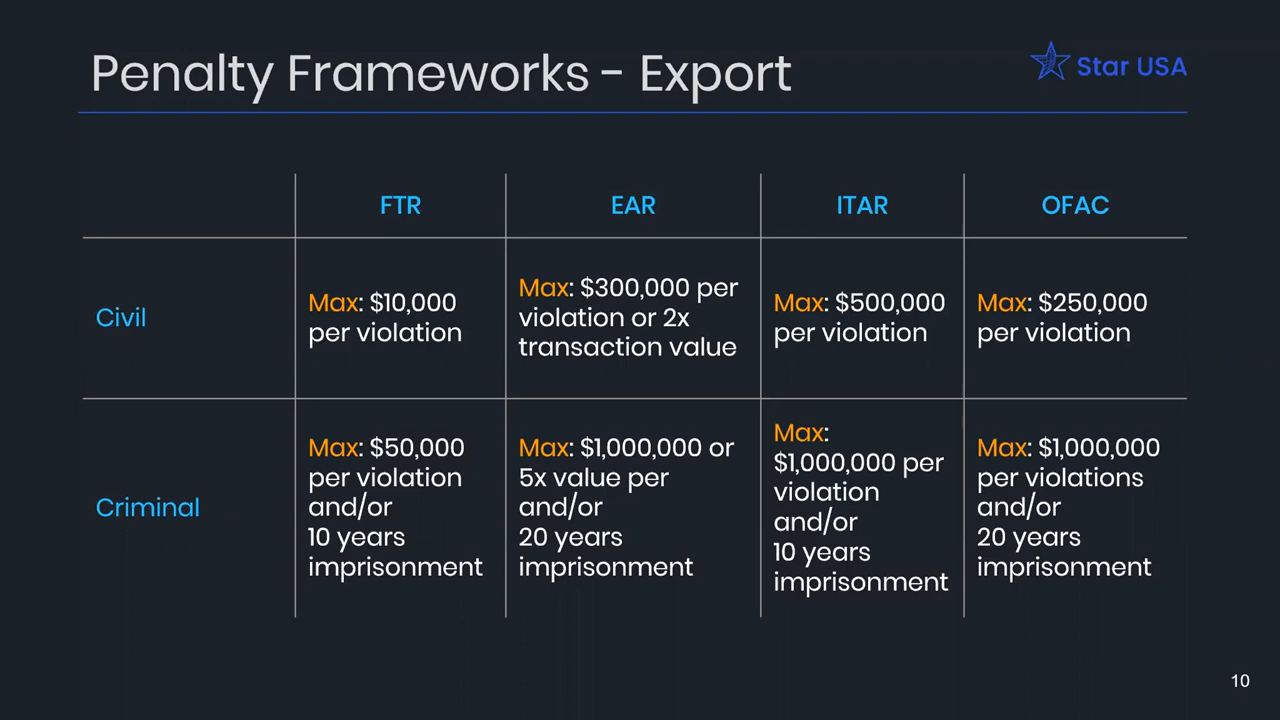 Penalty Frameworks - Export
Star USA
FTR
EAR
ITAR
OFAC
Civil
Max: $10,000
per violation
Max: $300,000 per
violation or 2x
transaction value
Max: $500,000
per violation
Max: $250,000
per violation
Criminal
Max: $50,000
per violation
and/or
10 years
imprisonment
Max: $1,000,000 or
5x value per
and/or
20 years
imprisonment
Max:
$1,000,000 per
violation
and/or
10 years
imprisonment
Max: $1,000,000
per violations
and/or
20 years
imprisonment
10